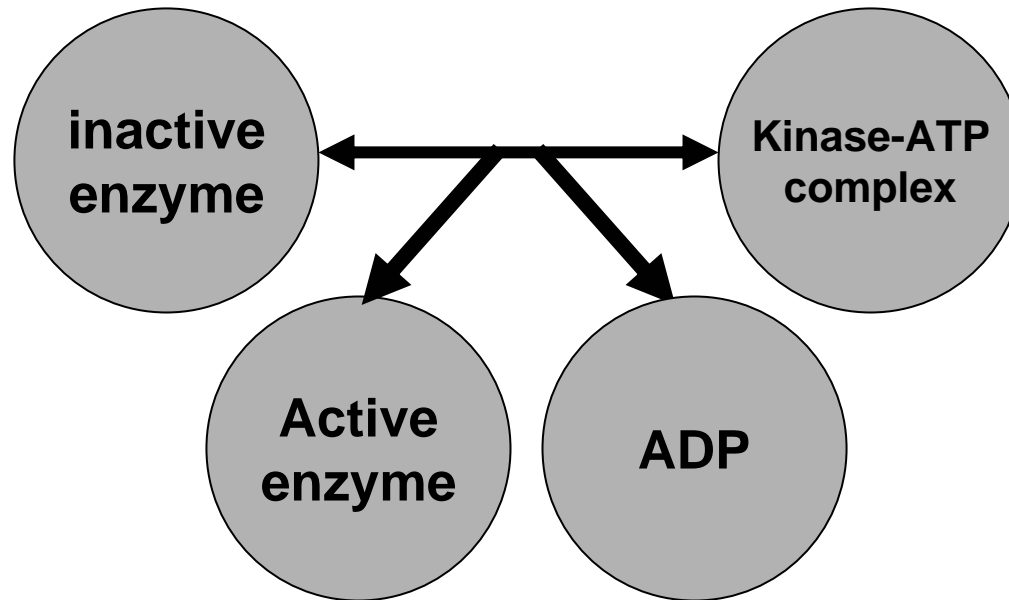 inactive
enzyme
Kinase-ATP
complex
Active
enzyme
ADP